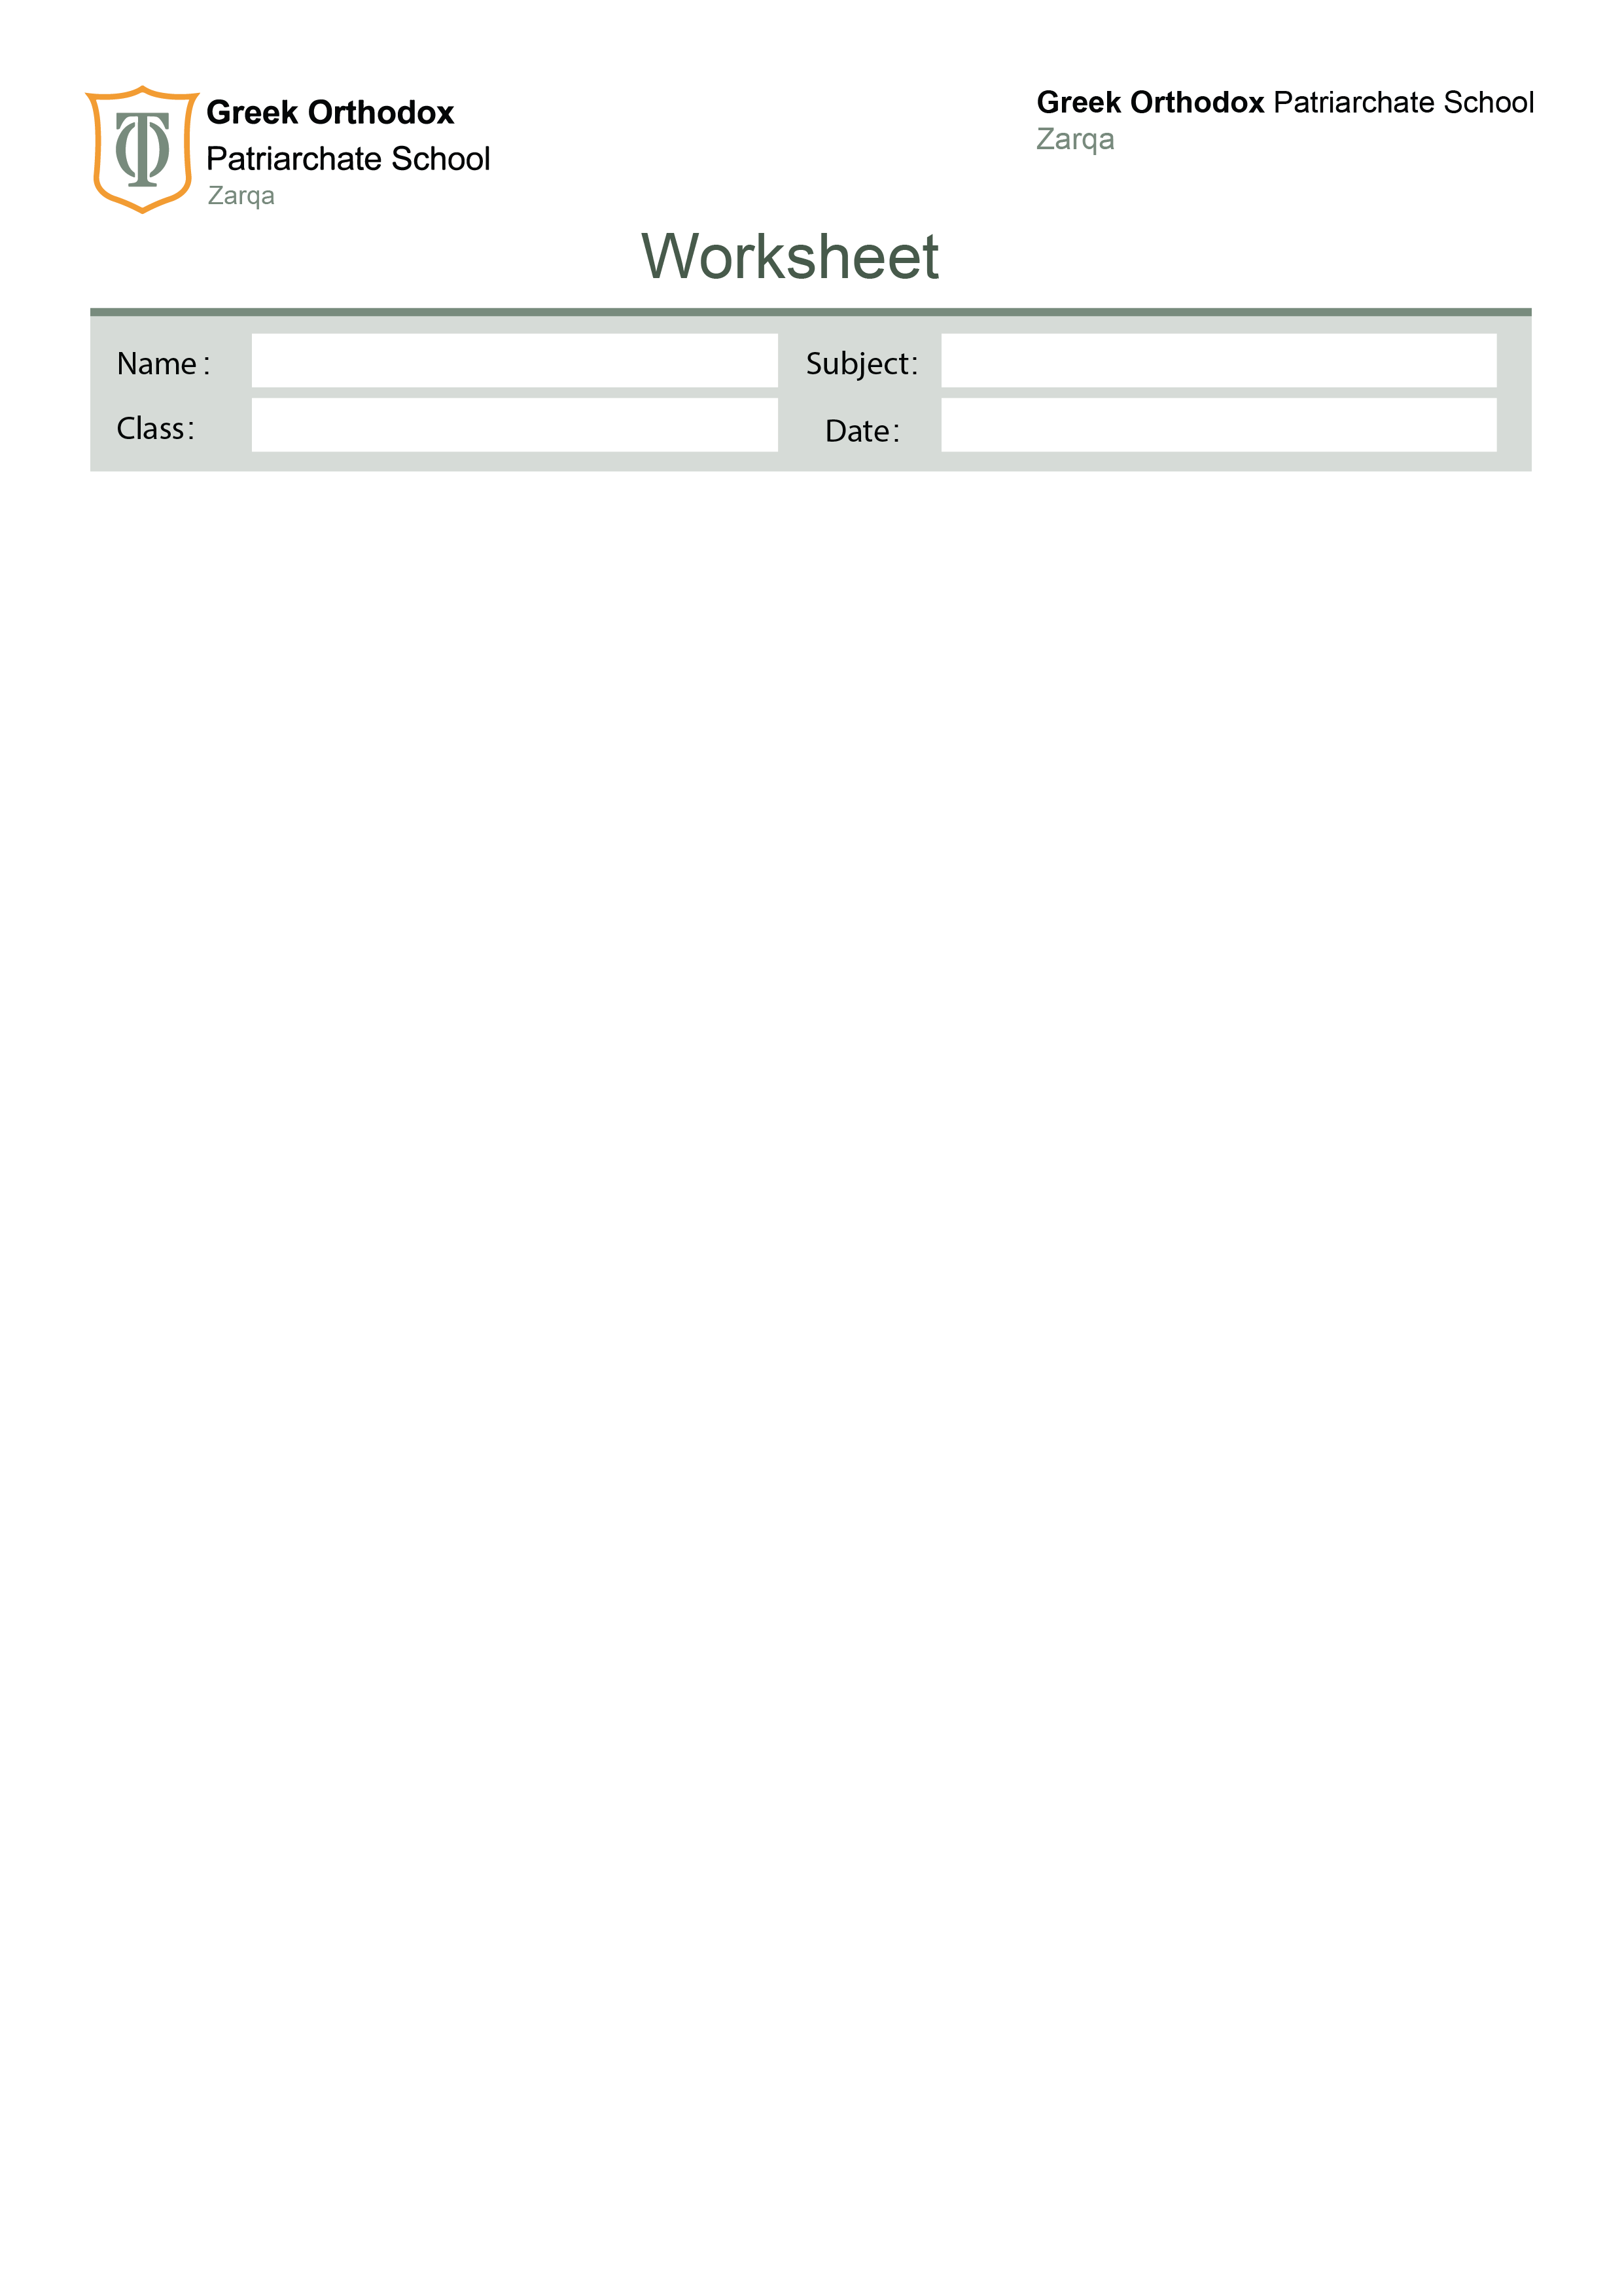 Greek Orthodox
Patriarchate School
Zarqa
Greek Orthodox Patriarchate School
Zarqa
Worksheet
Name :
Subject:
Class:
Date: